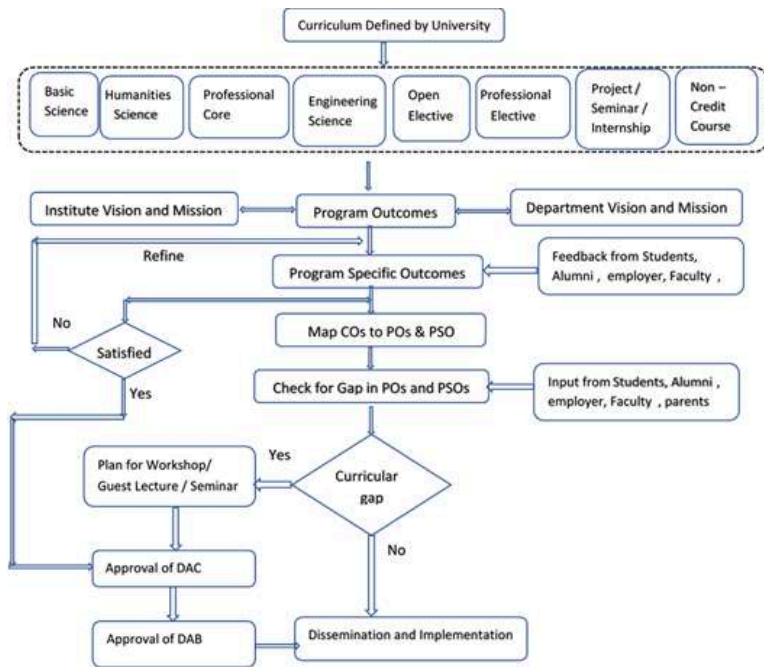 Curriculum Defined by University
Basic
Science
Humanities
Science
Professional
Core
Engineering
Science
Open
Elective
Professional
Elective
Project /
Seminar /
Internship
Non –
Credit
Course
Institute Vision and Mission
Program Outcomes
Department Vision and Mission
Refine
Program Specific Outcomes
Feedback from Students,
Alumni , employer, Faculty ,
No
Satisfied
Yes
Map COs to POs & PSO
Check for Gap in POs and PSOs
Input from Students, Alumni ,
employer, Faculty , parents
Plan for Workshop/
Guest Lecture / Seminar
Yes
Curricular
gap
No
Approval of DAC
Approval of DAB
Dissemination and Implementation